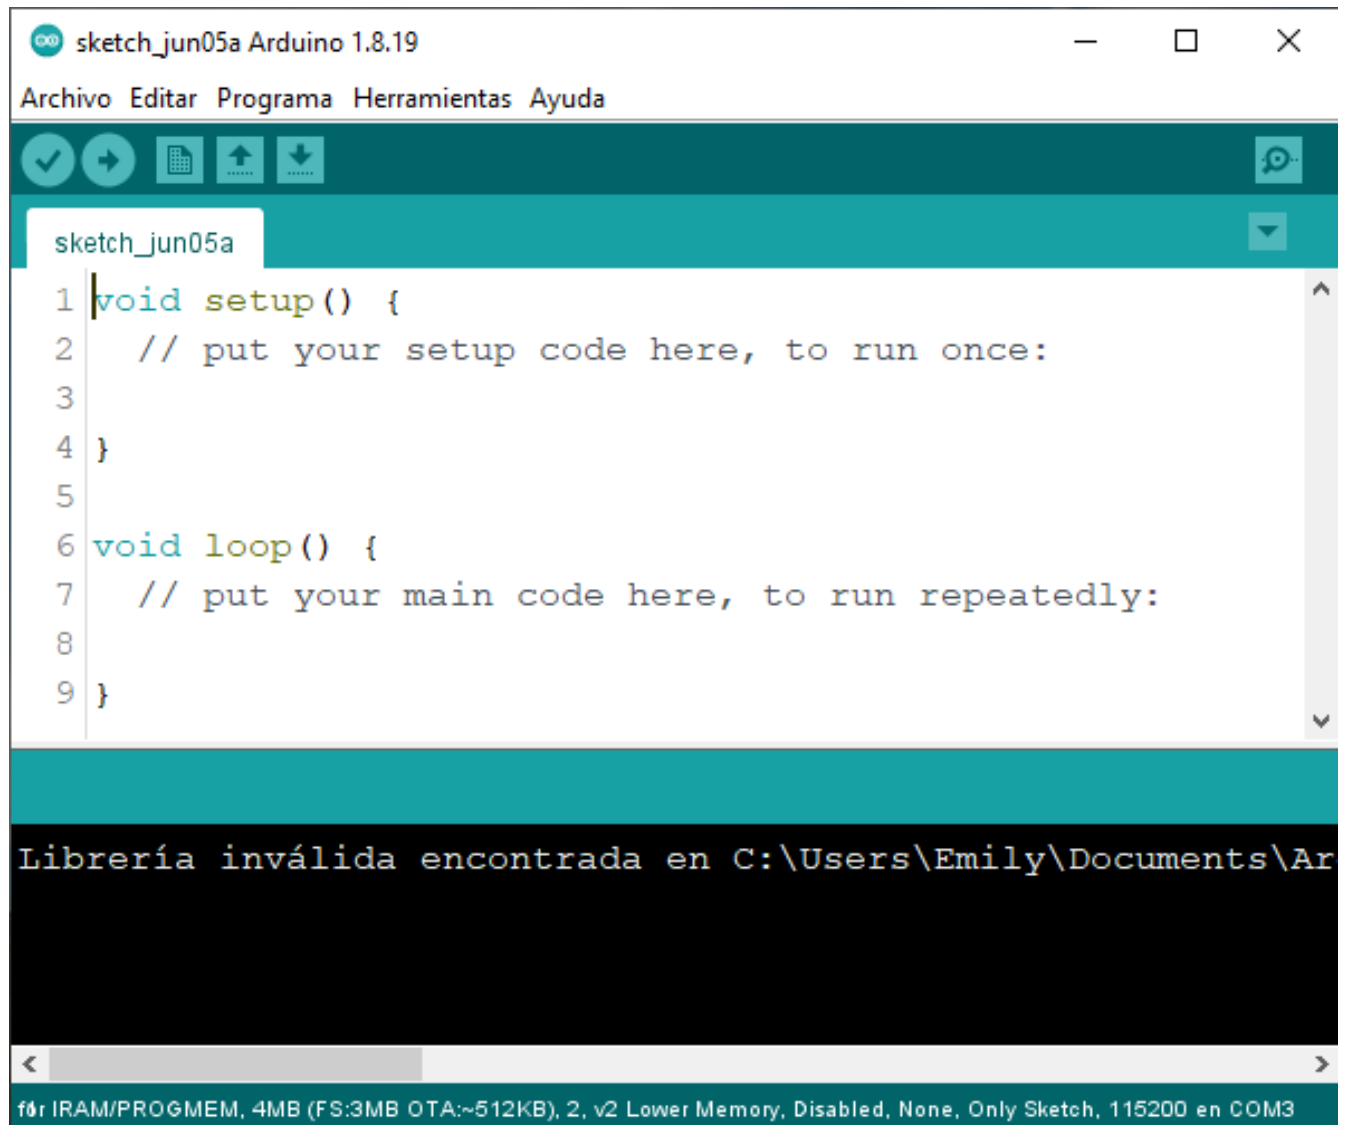 sketch_jun05a Arduino 1.8.19
Archivo Editar Programa Herramientas Ayuda
sketch_jun05a
1 void setup() {
2   // put your setup code here, to run once:
3
4 }
5
6 void loop() {
7   // put your main code here, to run repeatedly:
8
9 }
Librería inválida encontrada en C:\Users\Emily\Documents\Ar
IRAM/PROGMEM, 4MB (FS:3MB OTA:~512KB), 2, v2 Lower Memory, Disabled, None, Only Sketch, 115200 en COM3